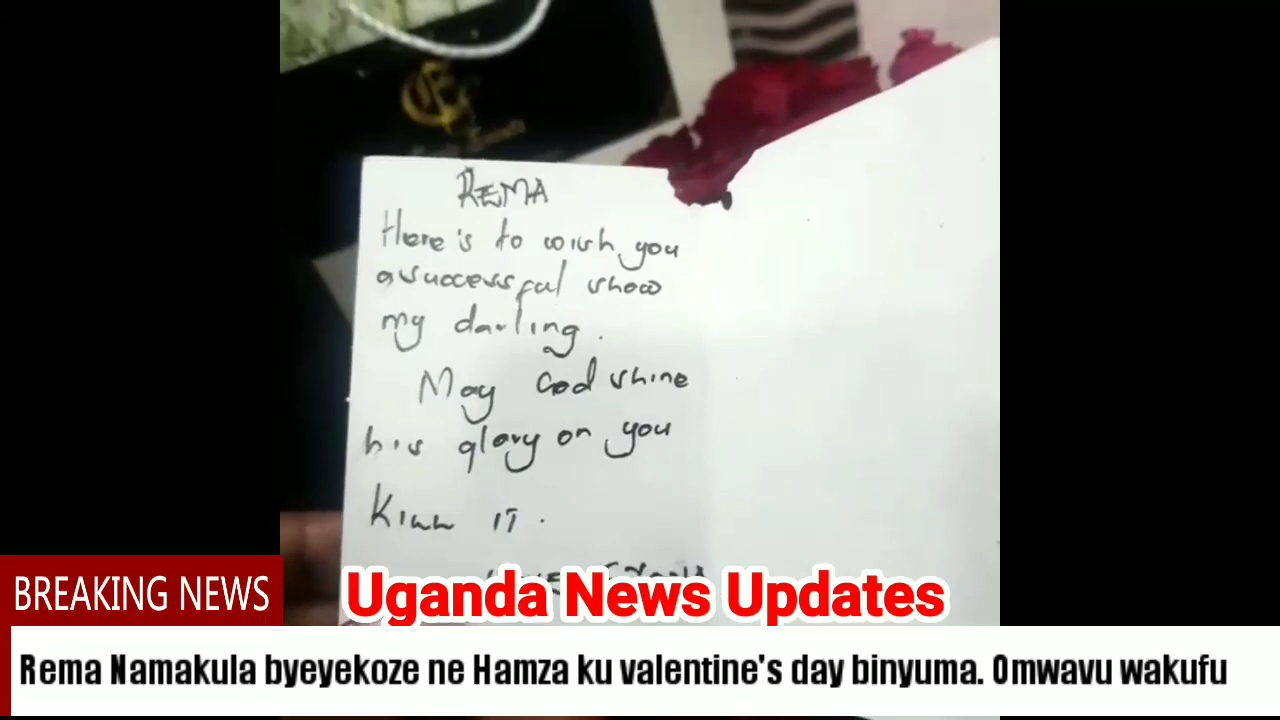 REMA
Here is to wish you
a successful show
my darling.
May God shine
his glory on you
Kill it.
BREAKING NEWS
Uganda News Updates
Rema Namakula byeyekoze ne Hamza ku valentine's day binyuma. Omwavu wakufu